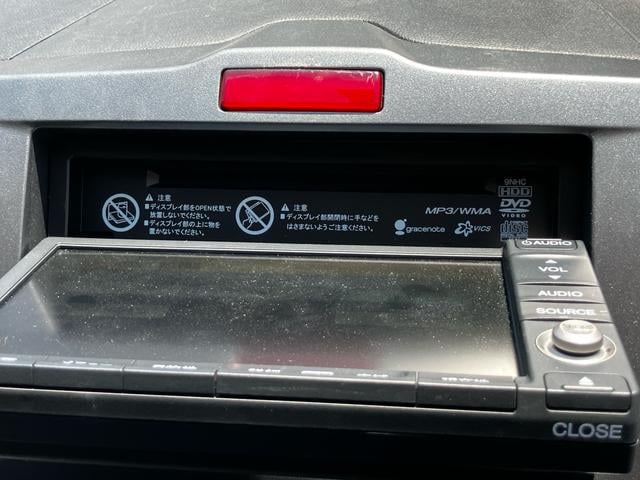 9NHC
HDD
⚠ 注意
■ ディスプレイ部をOPEN状態で
放置しないでください。
■ ディスプレイ部の上に物を
置かないでください。
⚠ 注意
■ ディスプレイ部開閉時に手などを
はさまないようご注意ください。
MP3/WMA
DVD
VIDEO
gracenote
VICS
DISC
AUDIO
VOL
AUDIO
SOURCE
CLOSE